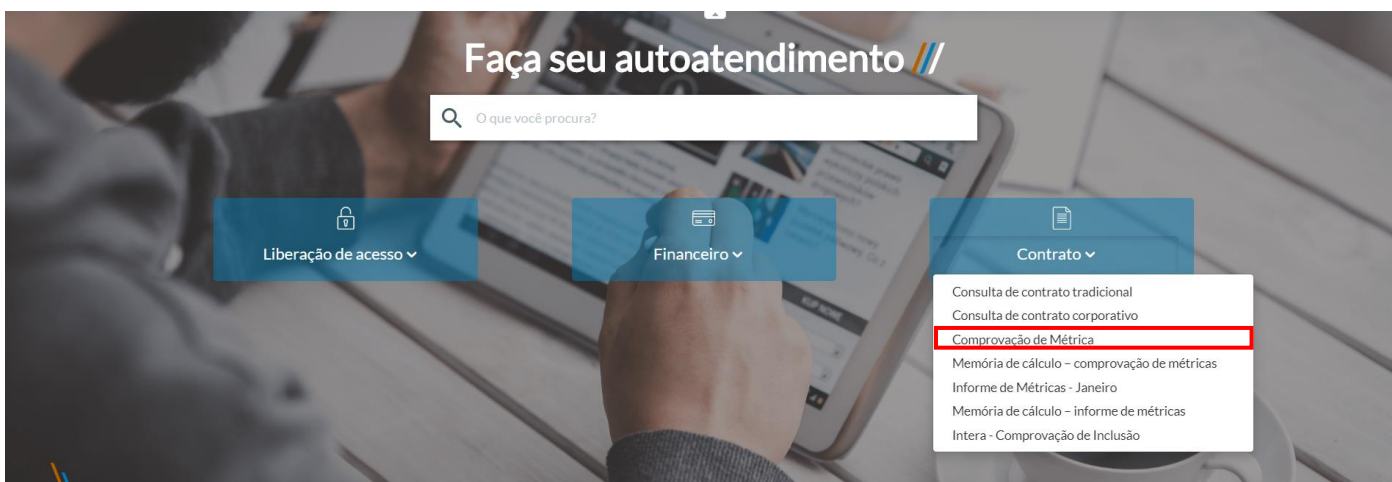 Faça seu autoatendimento //
O que você procura?
Liberação de acesso
Financeiro
Contrato
Consulta de contrato tradicional
Consulta de contrato corporativo
Comprovação de Métrica
Memória de cálculo – comprovação de métricas
Informe de Métricas - Janeiro
Memória de cálculo – informe de métricas
Intera - Comprovação de Inclusão